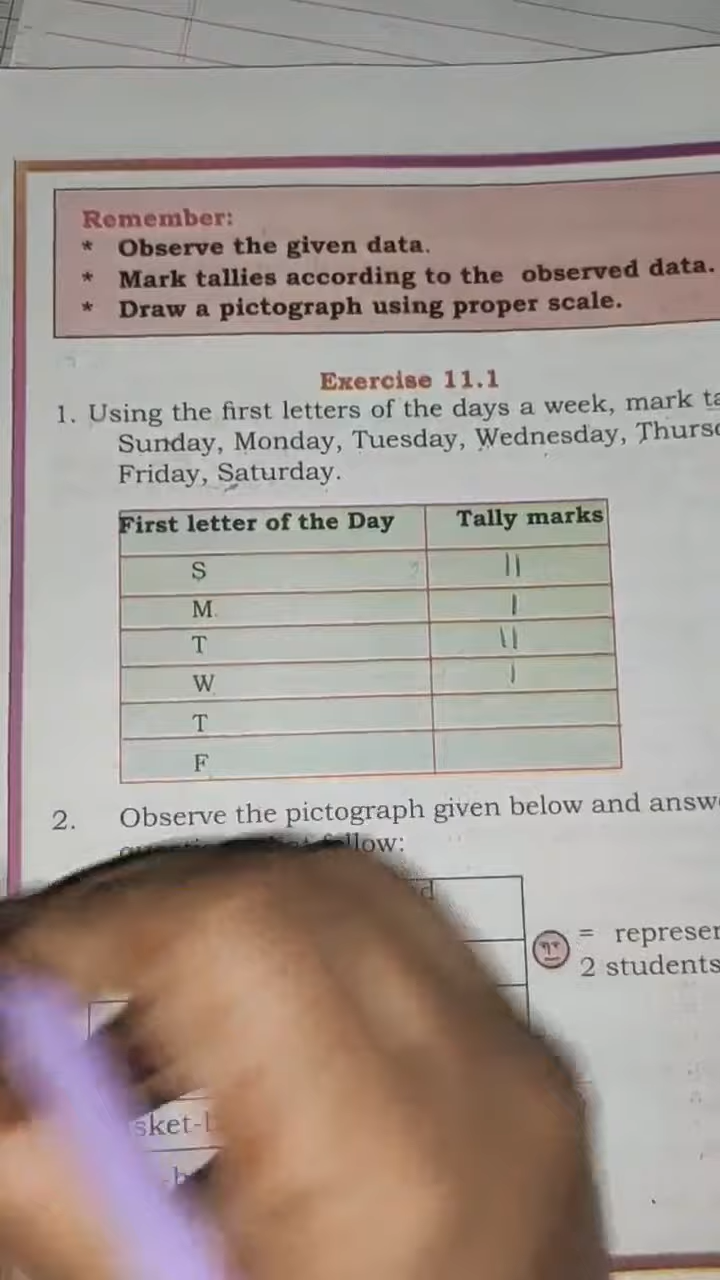 Remember:
* Observe the given data.
* Mark tallies according to the observed data.
* Draw a pictograph using proper scale.
Exercise 11.1
1. Using the first letters of the days a week, mark ta
Sunday, Monday, Tuesday, Wednesday, Thurs
Friday, Saturday.
First letter of the Day Tally marks
S ||
M |
T ||
W |
T
F
2. Observe the pictograph given below and answ
llow:
d
= represen
2 students
sket-b